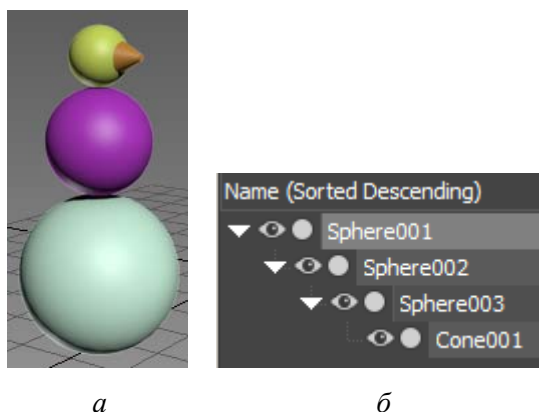 Name (Sorted Descending)
Sphere001
Sphere002
Sphere003
Cone001
а
б